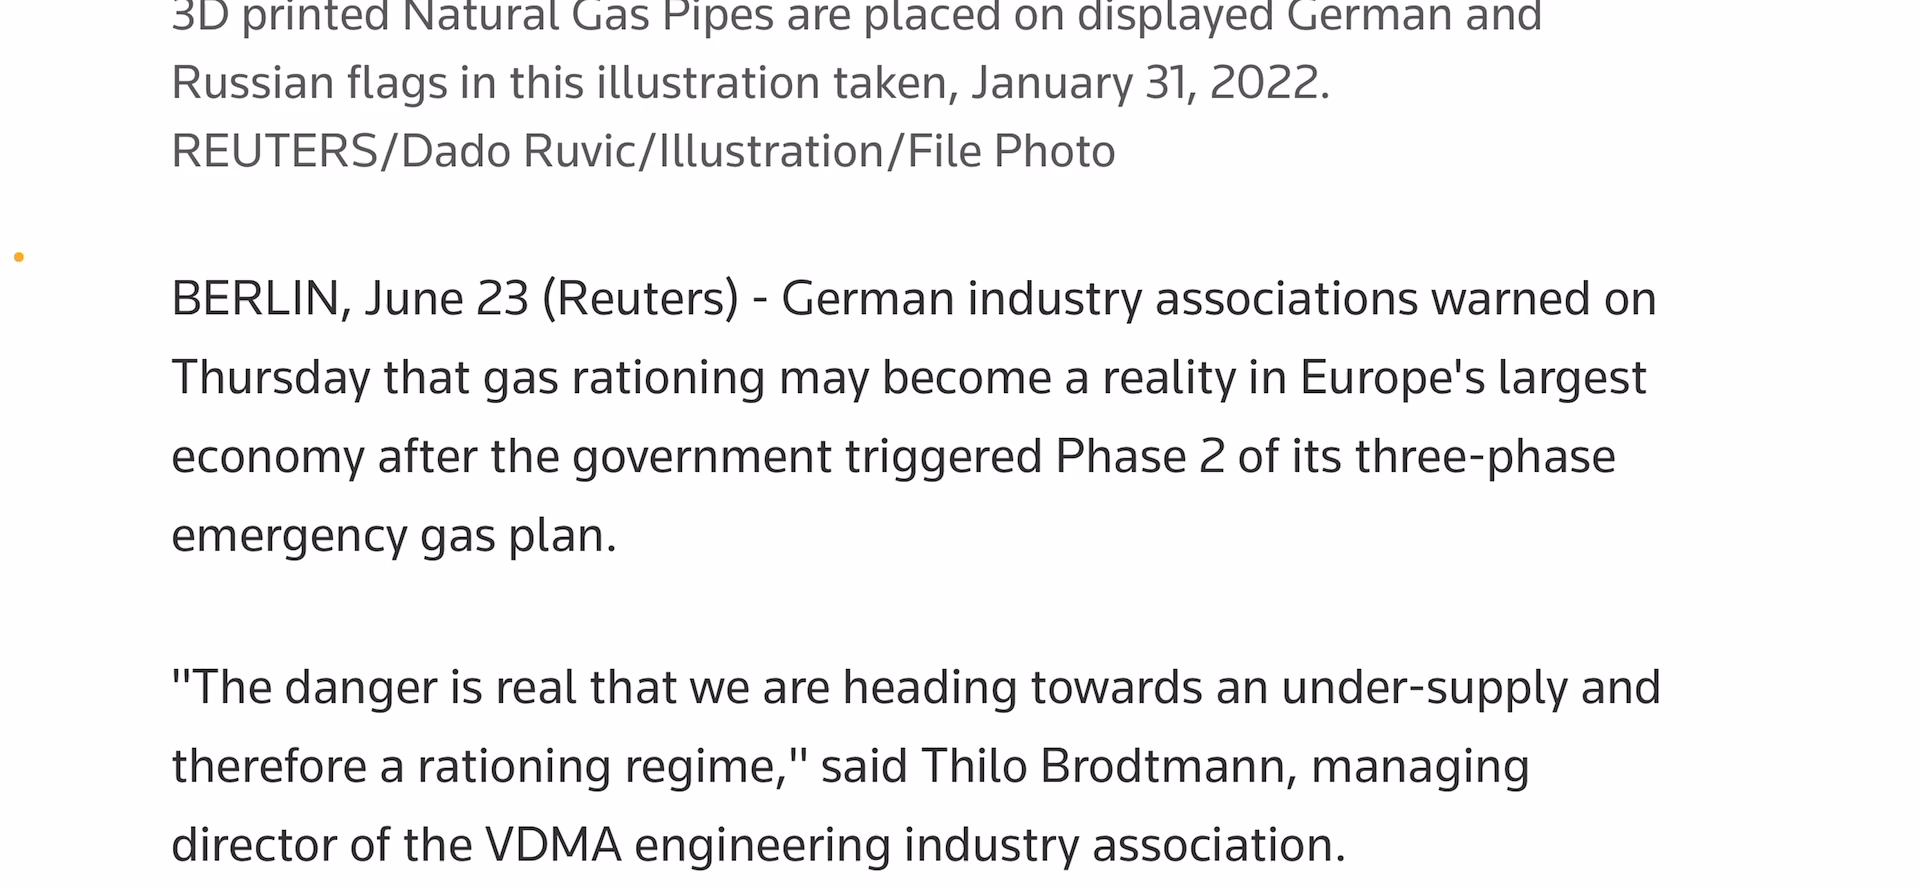 3D printed Natural Gas Pipes are placed on displayed German and
Russian flags in this illustration taken, January 31, 2022.
REUTERS/Dado Ruvic/Illustration/File Photo
BERLIN, June 23 (Reuters) - German industry associations warned on
Thursday that gas rationing may become a reality in Europe's largest
economy after the government triggered Phase 2 of its three-phase
emergency gas plan.
"The danger is real that we are heading towards an under-supply and
therefore a rationing regime," said Thilo Brodtmann, managing
director of the VDMA engineering industry association.